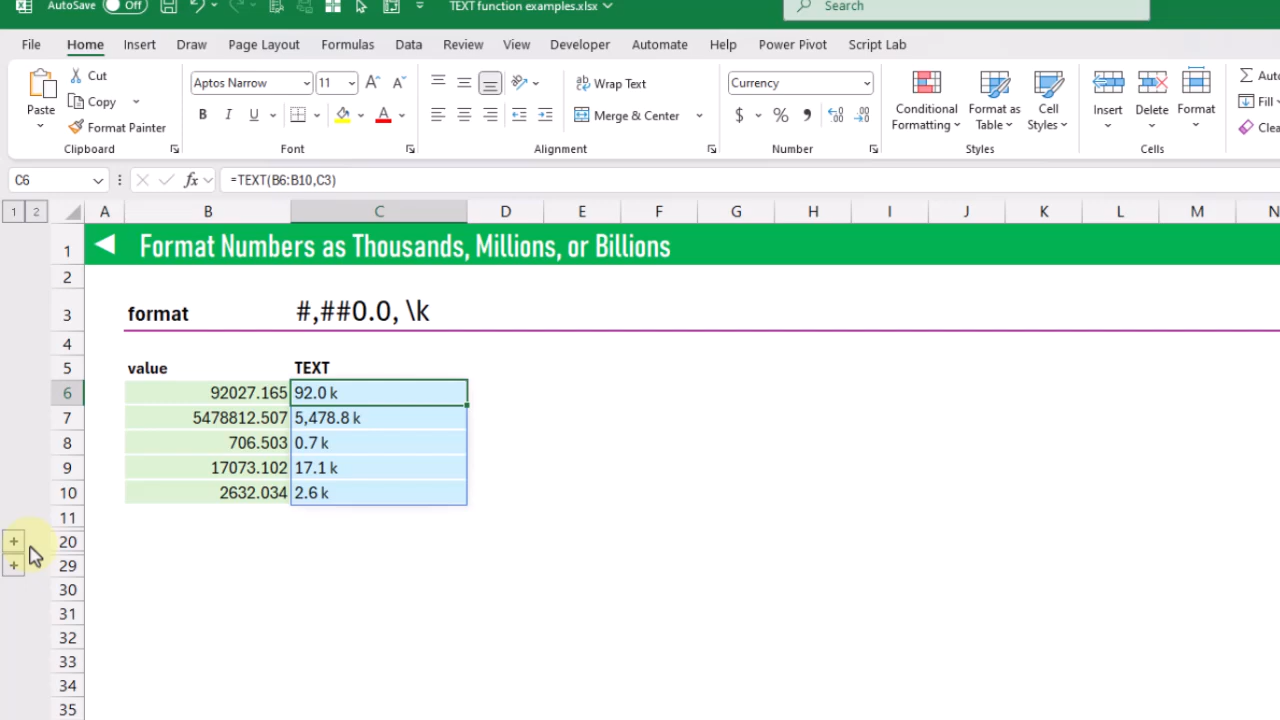 AutoSave Off TEXT function examples.xlsx Search
File Home Insert Draw Page Layout Formulas Data Review View Developer Automate Help Power Pivot Script Lab
Paste Cut Copy Format Painter
Clipboard
Aptos Narrow 11
B I U
Font
Wrap Text
Merge & Center
Alignment
Currency
$ % ,
Number
Conditional Formatting
Format as Table
Cell Styles
Styles
Insert Delete Format
Cells
Fill
C6 fx =TEXT(B6:B10,C3)
1 2 A B C D E F G H I J K L M N
1 Format Numbers as Thousands, Millions, or Billions
2
3 format #,##0.0, \k
4
5 value TEXT
6 92027.165 92.0 k
7 5478812.507 5,478.8 k
8 706.503 0.7 k
9 17073.102 17.1 k
10 2632.034 2.6 k
11
+ 20
+ 29
30
31
32
33
34
35